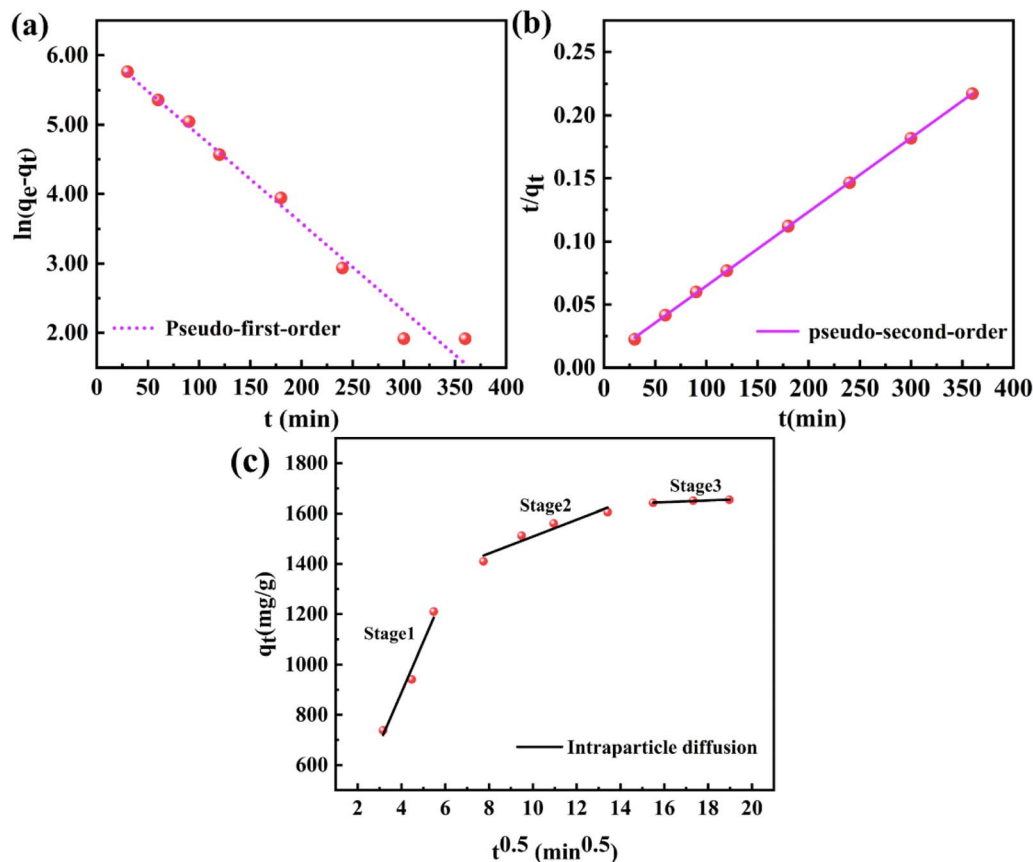 (a)
6.00
5.00
4.00
3.00
2.00
ln(qe-qt)
Pseudo-first-order
0 50 100 150 200 250 300 350 400
t (min)
(b)
0.25
0.20
0.15
0.10
0.05
0.00
t/qt
pseudo-second-order
0 50 100 150 200 250 300 350 400
t(min)
(c)
1800
1600
1400
1200
1000
800
600
qt(mg/g)
Stage1
Stage2
Stage3
Intraparticle diffusion
2 4 6 8 10 12 14 16 18 20
t0.5 (min0.5)